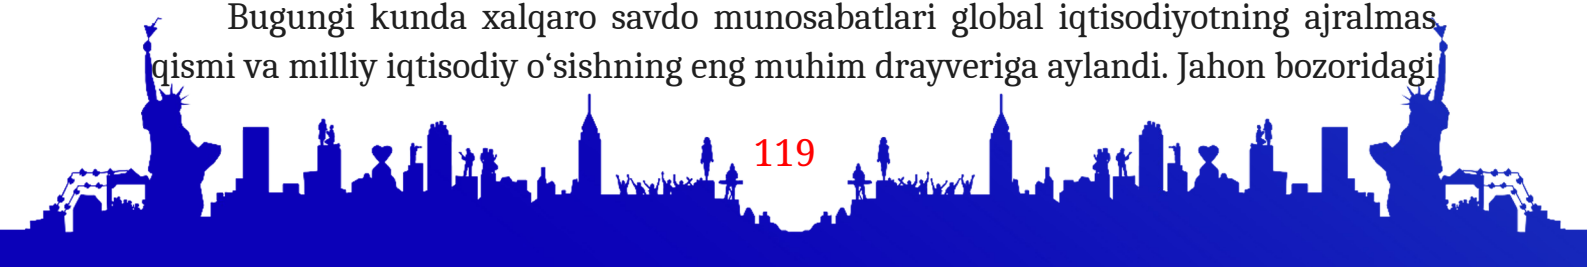 Bugungi kunda xalqaro savdo munosabatlari global iqtisodiyotning ajralmas
qismi va milliy iqtisodiy o‘sishning eng muhim drayveriga aylandi. Jahon bozoridagi
119